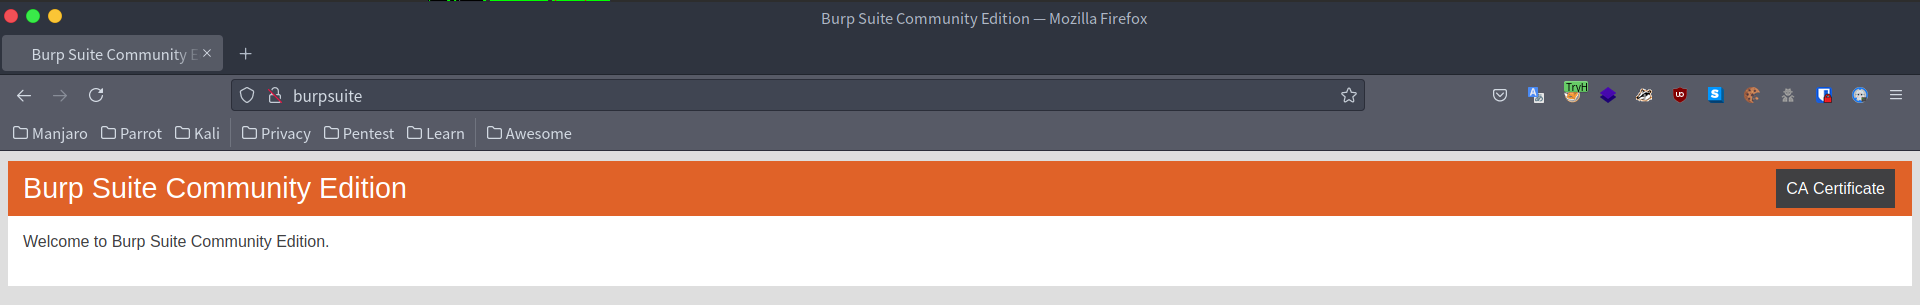 Burp Suite Community Edition — Mozilla Firefox
Burp Suite Community E
burpsuite
TryH
Manjaro Parrot Kali Privacy Pentest Learn Awesome
Burp Suite Community Edition
CA Certificate
Welcome to Burp Suite Community Edition.